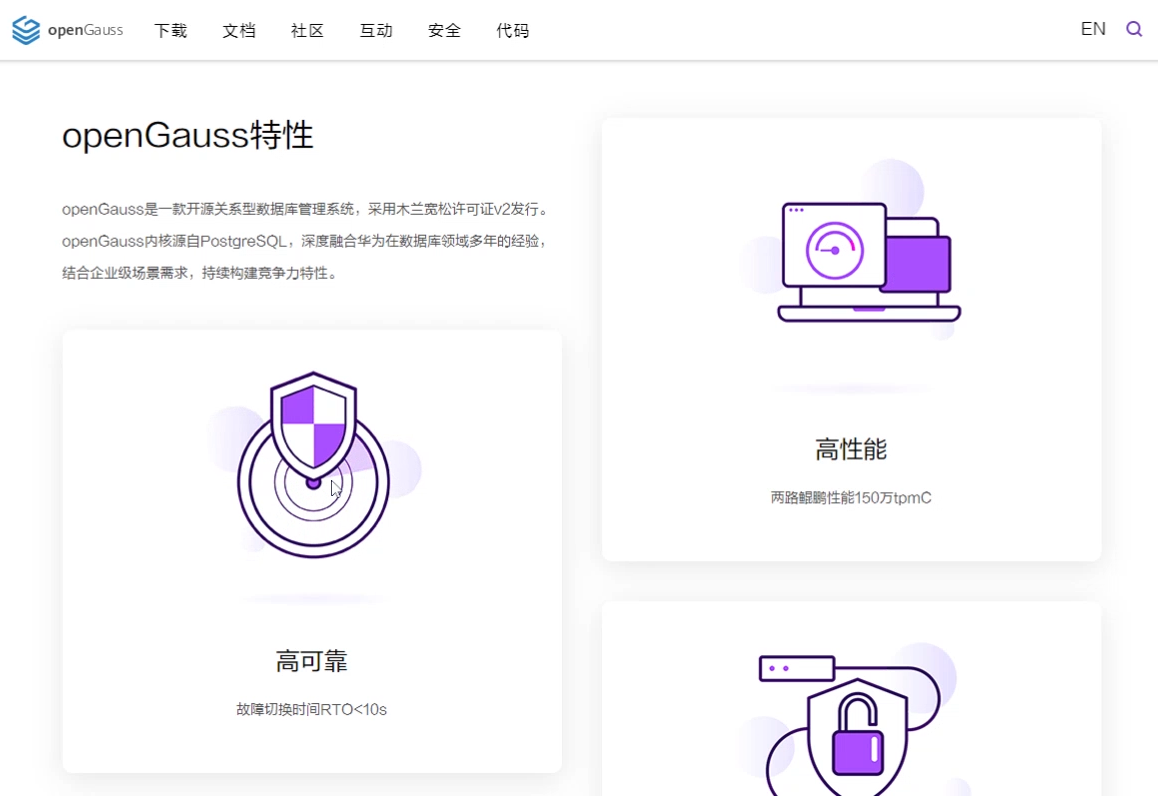 openGauss 下载 文档 社区 互动 安全 代码 EN
openGauss特性
openGauss是一款开源关系型数据库管理系统，采用木兰宽松许可证v2发行。
openGauss内核源自PostgreSQL，深度融合华为在数据库领域多年的经验，
结合企业级场景需求，持续构建竞争力特性。
高性能
两路鲲鹏性能150万tpmC
高可靠
故障切换时间RTO<10s